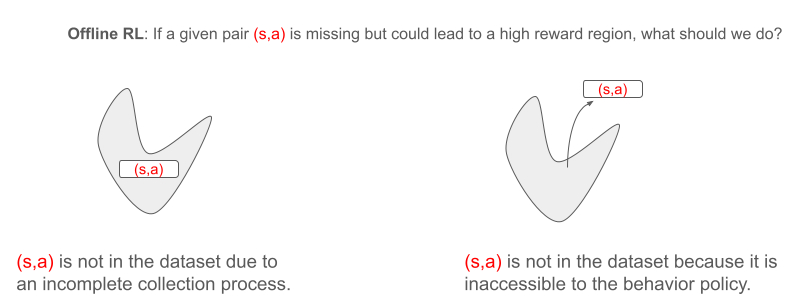 Offline RL: If a given pair (s,a) is missing but could lead to a high reward region, what should we do?
(s,a)
(s,a)
(s,a) is not in the dataset due to
an incomplete collection process.
(s,a) is not in the dataset because it is
inaccessible to the behavior policy.